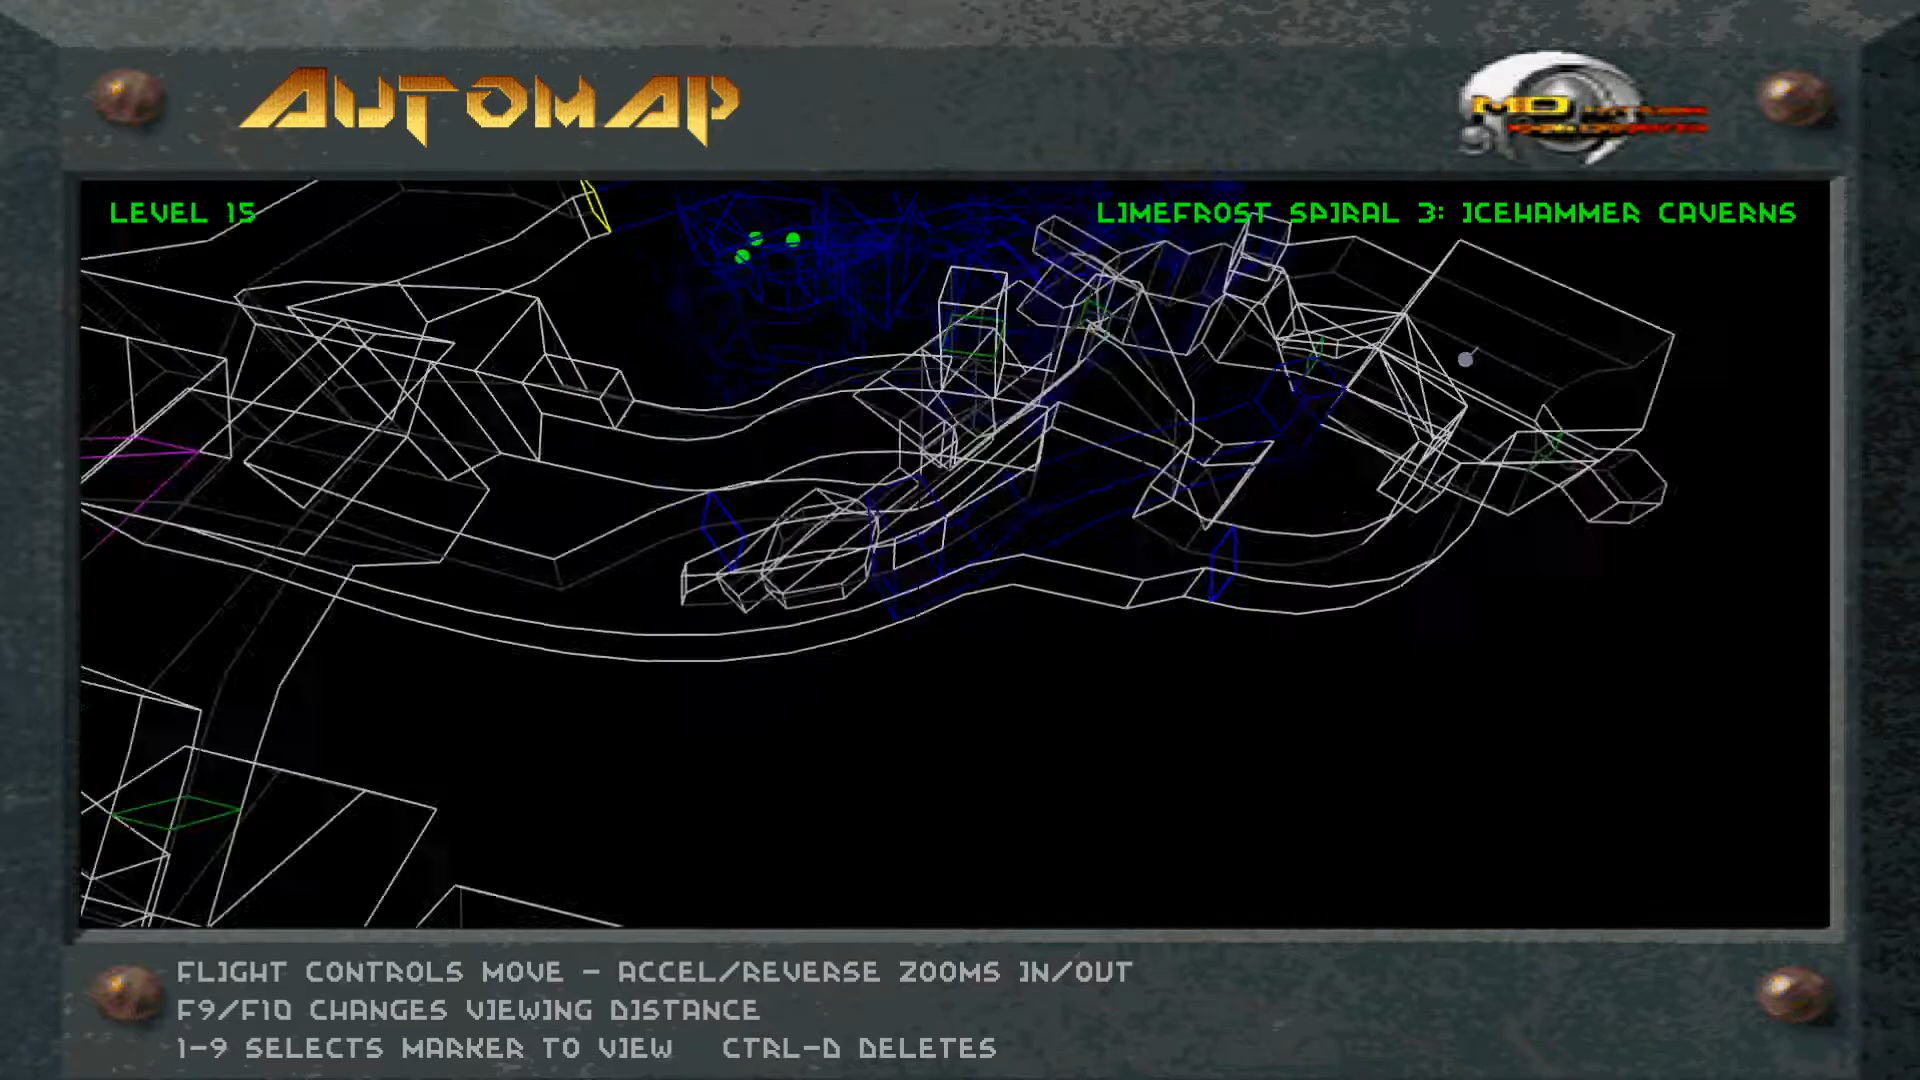 AUTOMAP
MD
LEVEL 15
LIMEFROST SPIRAL 3: ICEHAMMER CAVERNS
FLIGHT CONTROLS MOVE - ACCEL/REVERSE ZOOMS IN/OUT
F9/F10 CHANGES VIEWING DISTANCE
1-9 SELECTS MARKER TO VIEW CTRL-D DELETES